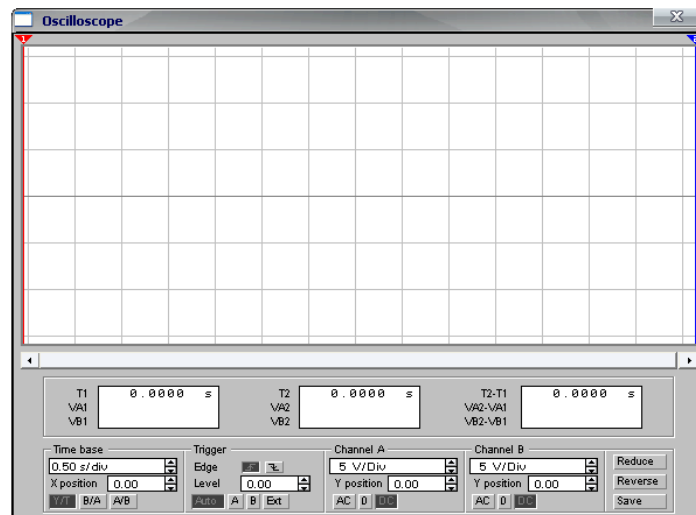 Oscilloscope
1
T1 0.0000 s T2 0.0000 s T2-T1 0.0000 s
VA1 VA2 VA2-VA1
VB1 VB2 VB2-VB1
Time base Trigger Channel A Channel B
0.50 s/div Edge 5 V/Div 5 V/Div Reduce
X position 0.00 Level 0.00 Y position 0.00 Y position 0.00 Reverse
Y/T B/A A/B Auto A B Ext AC 0 DC AC 0 DC Save